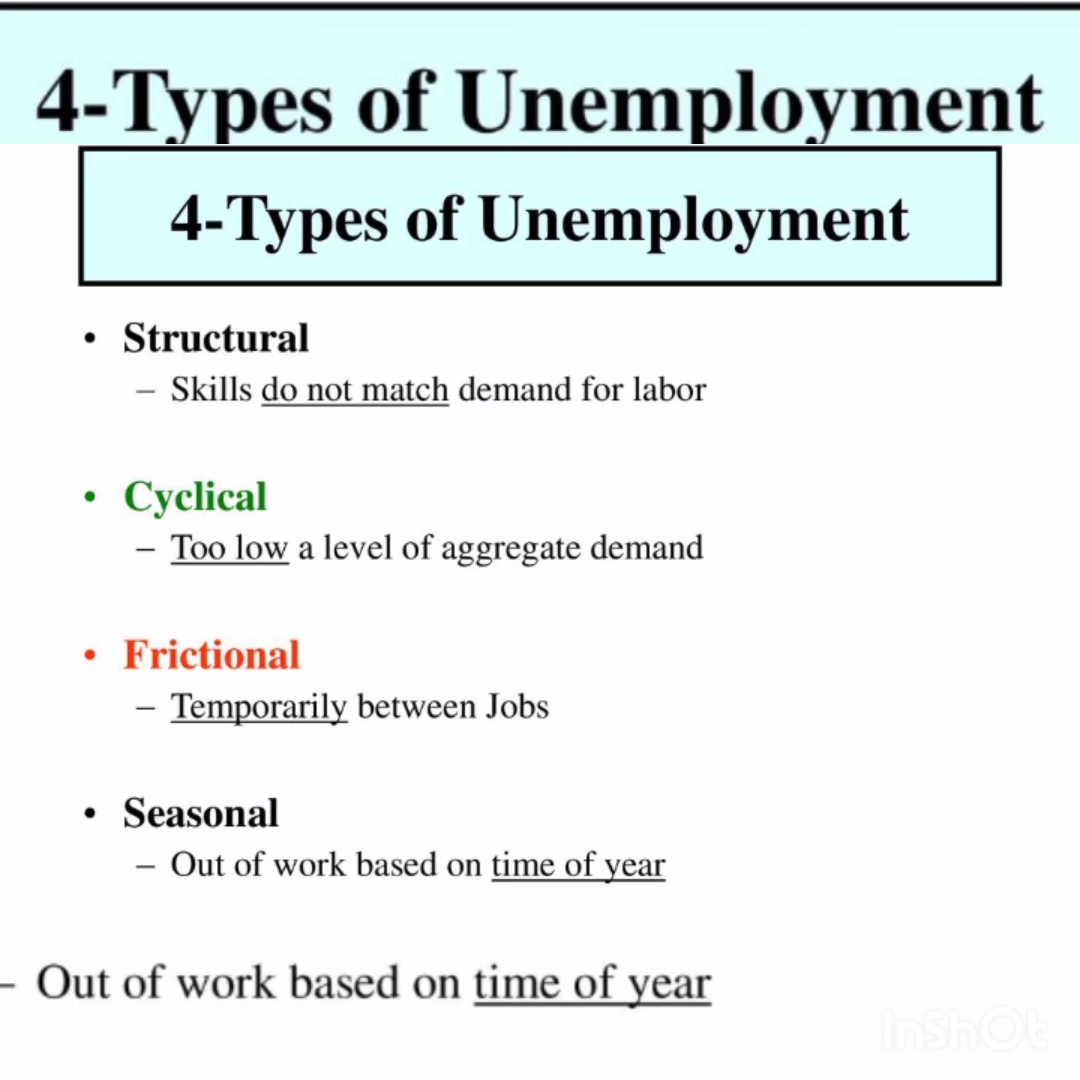 4-Types of Unemployment
4-Types of Unemployment
• Structural
– Skills do not match demand for labor
• Cyclical
– Too low a level of aggregate demand
• Frictional
– Temporarily between Jobs
• Seasonal
– Out of work based on time of year
– Out of work based on time of year
InShOt